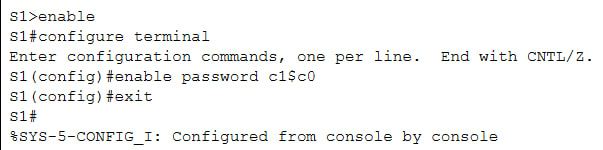 S1>enable
S1#configure terminal
Enter configuration commands, one per line.  End with CNTL/Z.
S1(config)#enable password c1$c0
S1(config)#exit
S1#
%SYS-5-CONFIG_I: Configured from console by console